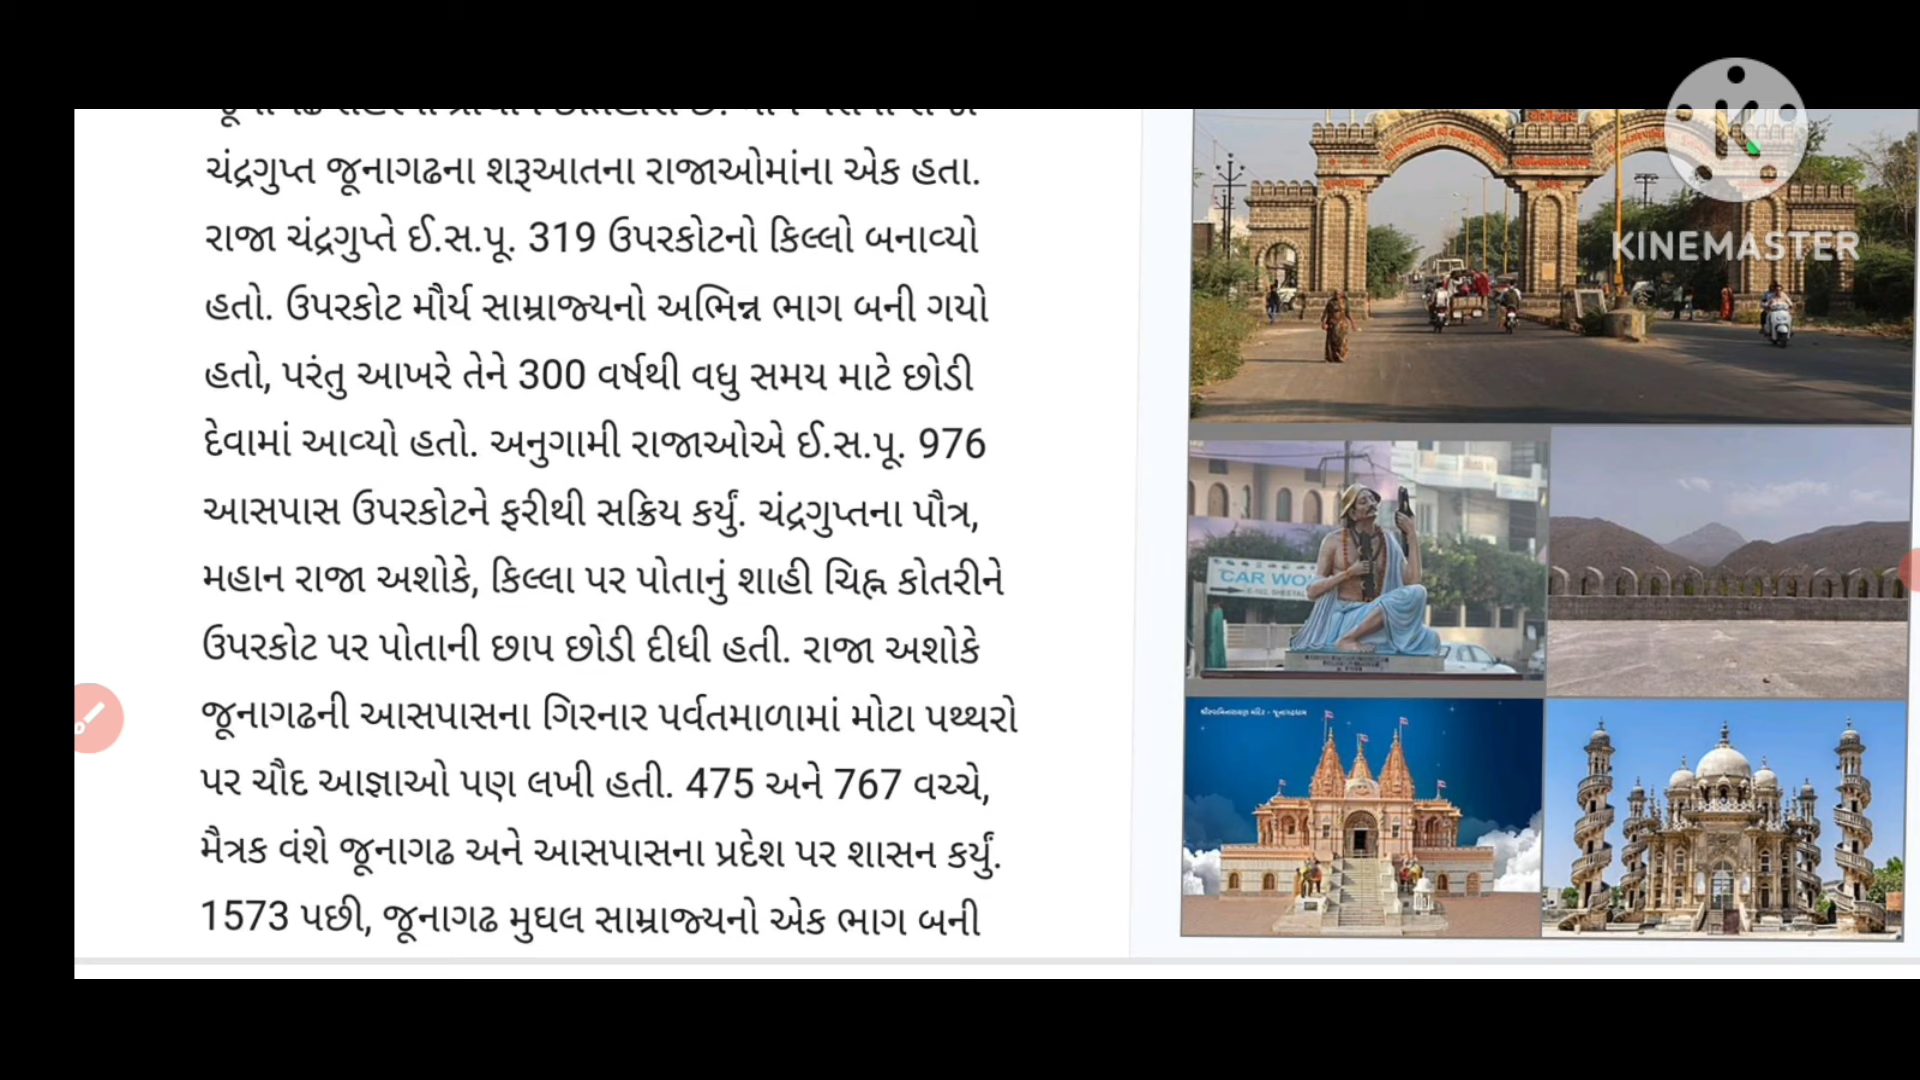 ચંદ્રગુપ્ત જૂનાગઢના શરૂઆતના રાજાઓમાંના એક હતા.
રાજા ચંદ્રગુપ્તે ઈ.સ.પૂ. 319 ઉપરકોટનો કિલ્લો બનાવ્યો
હતો. ઉપરકોટ મૌર્ય સામ્રાજ્યનો અભિન્ન ભાગ બની ગયો
હતો, પરંતુ આખરે તેને 300 વર્ષથી વધુ સમય માટે છોડી
દેવામાં આવ્યો હતો. અનુગામી રાજાઓએ ઈ.સ.પૂ. 976
આસપાસ ઉપરકોટને ફરીથી સક્રિય કર્યું. ચંદ્રગુપ્તના પૌત્ર,
મહાન રાજા અશોકે, કિલ્લા પર પોતાનું શાહી ચિહ્ન કોતરીને
ઉપરકોટ પર પોતાની છાપ છોડી દીધી હતી. રાજા અશોકે
જૂનાગઢની આસપાસના ગિરનાર પર્વતમાળામાં મોટા પથ્થરો
પર ચૌદ આજ્ઞાઓ પણ લખી હતી. 475 અને 767 વચ્ચે,
મૈત્રક વંશે જૂનાગઢ અને આસપાસના પ્રદેશ પર શાસન કર્યું.
1573 પછી, જૂનાગઢ મુઘલ સામ્રાજ્યનો એક ભાગ બની
KINEMASTER
CAR WO
શ્રીસ્વામિનારાયણ મંદિર - જૂનાગઢધામ